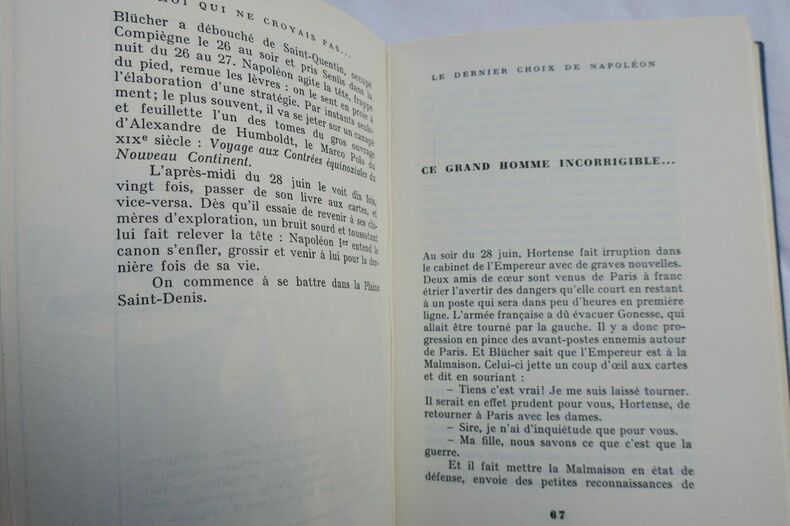 MOI QUI NE CROYAIS PAS...
Blücher a débouché de Saint-Quentin, occupé
Compiègne le 26 au soir et pris Senlis dans la
nuit du 26 au 27. Napoléon agite la tête, frappe
du pied, remue les lèvres : on le sent en proie à
l'élaboration d'une stratégie. Par instants seule-
ment ; le plus souvent, il va se jeter sur un canapé
et feuillette l'un des tomes du gros ouvrage
d'Alexandre de Humboldt, le Marco Polo du
XIXe siècle : Voyage aux Contrées équinoxiales du
Nouveau Continent.
L'après-midi du 28 juin le voit dix fois,
vingt fois, passer de son livre aux cartes, et
vice-versa. Dès qu'il essaie de revenir à ses chi-
mères d'exploration, un bruit sourd et toussotant
lui fait relever la tête : Napoléon Ier entend le
canon s'enfler, grossir et venir à lui pour la der-
nière fois de sa vie.
On commence à se battre dans la Plaine
Saint-Denis.
LE DERNIER CHOIX DE NAPOLÉON
CE GRAND HOMME INCORRIGIBLE...
Au soir du 28 juin, Hortense fait irruption dans
le cabinet de l'Empereur avec de graves nouvelles.
Deux amis de cœur sont venus de Paris à franc
étrier l'avertir des dangers qu'elle court en restant
à un poste qui sera dans peu d'heures en première
ligne. L'armée française a dû évacuer Gonesse, qui
allait être tourné par la gauche. Il y a donc pro-
gression en pince des avant-postes ennemis autour
de Paris. Et Blücher sait que l'Empereur est à la
Malmaison. Celui-ci jette un coup d'œil aux cartes
et dit en souriant :
– Tiens c'est vrai! Je me suis laissé tourner.
Il serait en effet prudent pour vous, Hortense, de
retourner à Paris avec les dames.
– Sire, je n'ai d'inquiétude que pour vous.
– Ma fille, nous savons ce que c'est que la
guerre.
Et il fait mettre la Malmaison en état de
défense, envoie des petites reconnaissances de
67